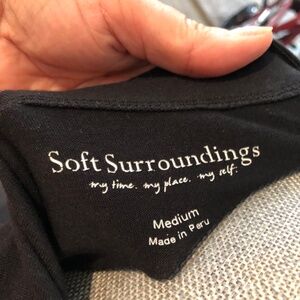 Soft Surroundings
my time. my place. my self.
Medium
Made in Peru